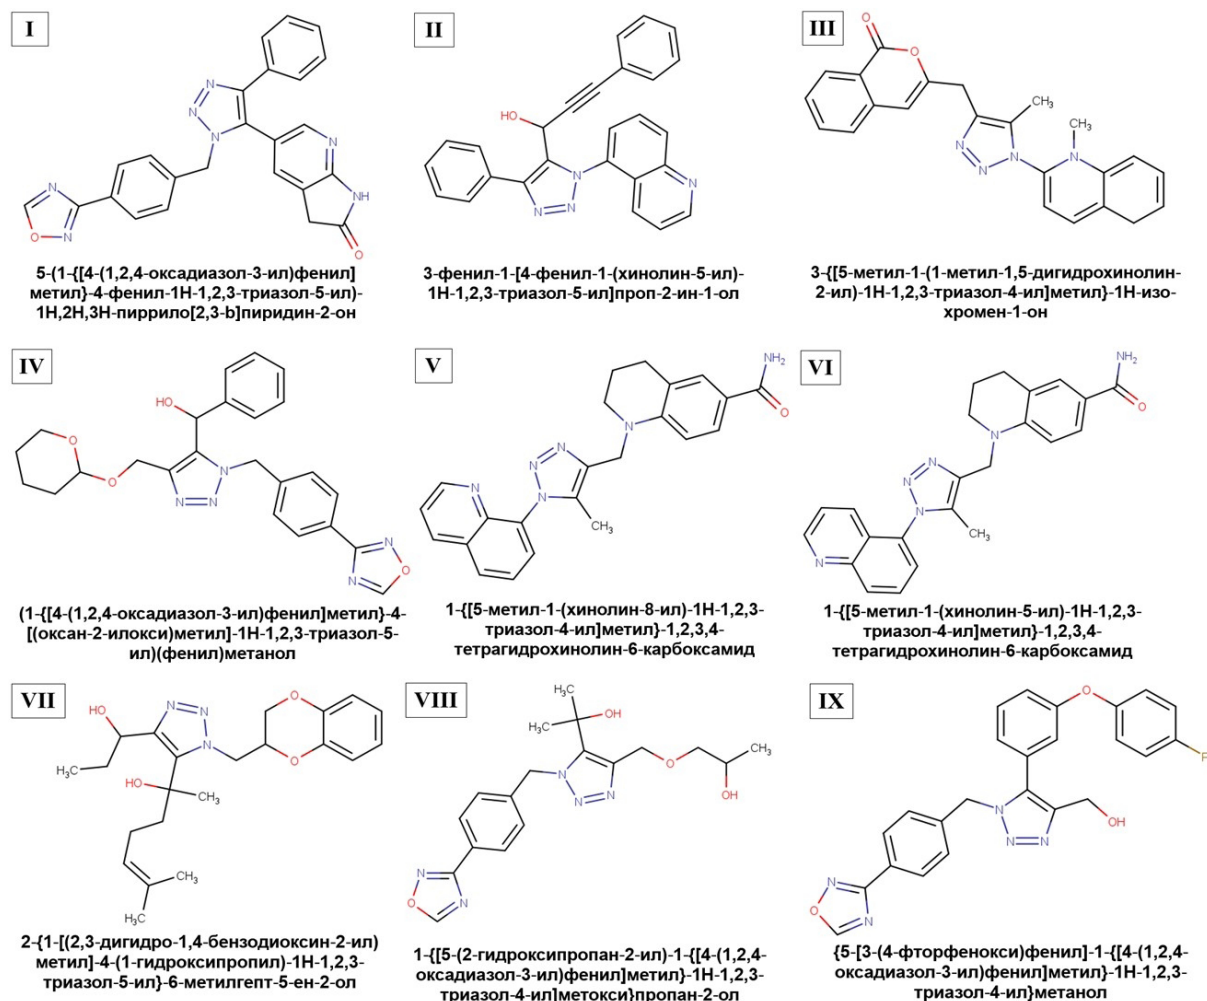 I
II
III
5-(1-{[4-(1,2,4-оксадиазол-3-ил)фенил]
метил}-4-фенил-1H-1,2,3-триазол-5-ил)-
1H,2H,3H-пиррило[2,3-b]пиридин-2-он
3-фенил-1-[4-фенил-1-(хинолин-5-ил)-
1H-1,2,3-триазол-5-ил]проп-2-ин-1-ол
3-{[5-метил-1-(1-метил-1,5-дигидрохинолин-
2-ил)-1H-1,2,3-триазол-4-ил]метил}-1H-изо-
хромен-1-он
IV
V
VI
(1-{[4-(1,2,4-оксадиазол-3-ил)фенил]метил}-4-
[(оксан-2-илокси)метил]-1H-1,2,3-триазол-5-
ил)(фенил)метанол
1-{[5-метил-1-(хинолин-8-ил)-1H-1,2,3-
триазол-4-ил]метил}-1,2,3,4-
тетрагидрохинолин-6-карбоксамид
1-{[5-метил-1-(хинолин-5-ил)-1H-1,2,3-
триазол-4-ил]метил}-1,2,3,4-
тетрагидрохинолин-6-карбоксамид
VII
VIII
IX
2-{1-[(2,3-дигидро-1,4-бензодиоксин-2-ил)
метил]-4-(1-гидроксипропил)-1H-1,2,3-
триазол-5-ил}-6-метилгепт-5-ен-2-ол
1-{[5-(2-гидроксипропан-2-ил)-1-{[4-(1,2,4-
оксадиазол-3-ил)фенил]метил}-1H-1,2,3-
триазол-4-ил]метокси}пропан-2-ол
{5-[3-(4-фторфенокси)фенил]-1-{[4-(1,2,4-
оксадиазол-3-ил)фенил]метил}-1H-1,2,3-
триазол-4-ил}метанол